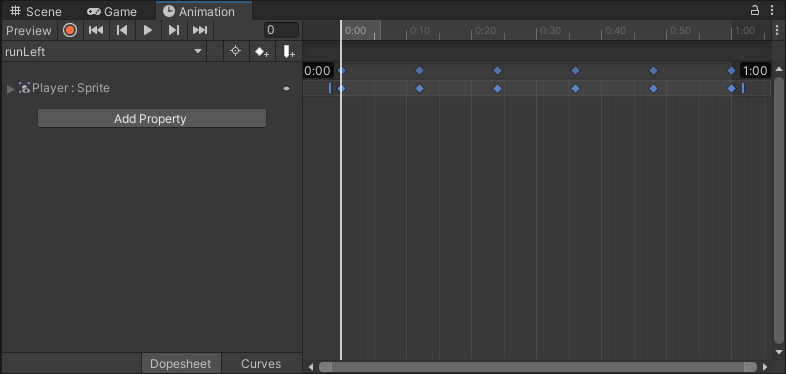 Scene Game Animation
Preview 0 0:00 0:10 0:20 0:30 0:40 0:50 1:00
runLeft
0:00 1:00
Player : Sprite
Add Property
Dopesheet Curves